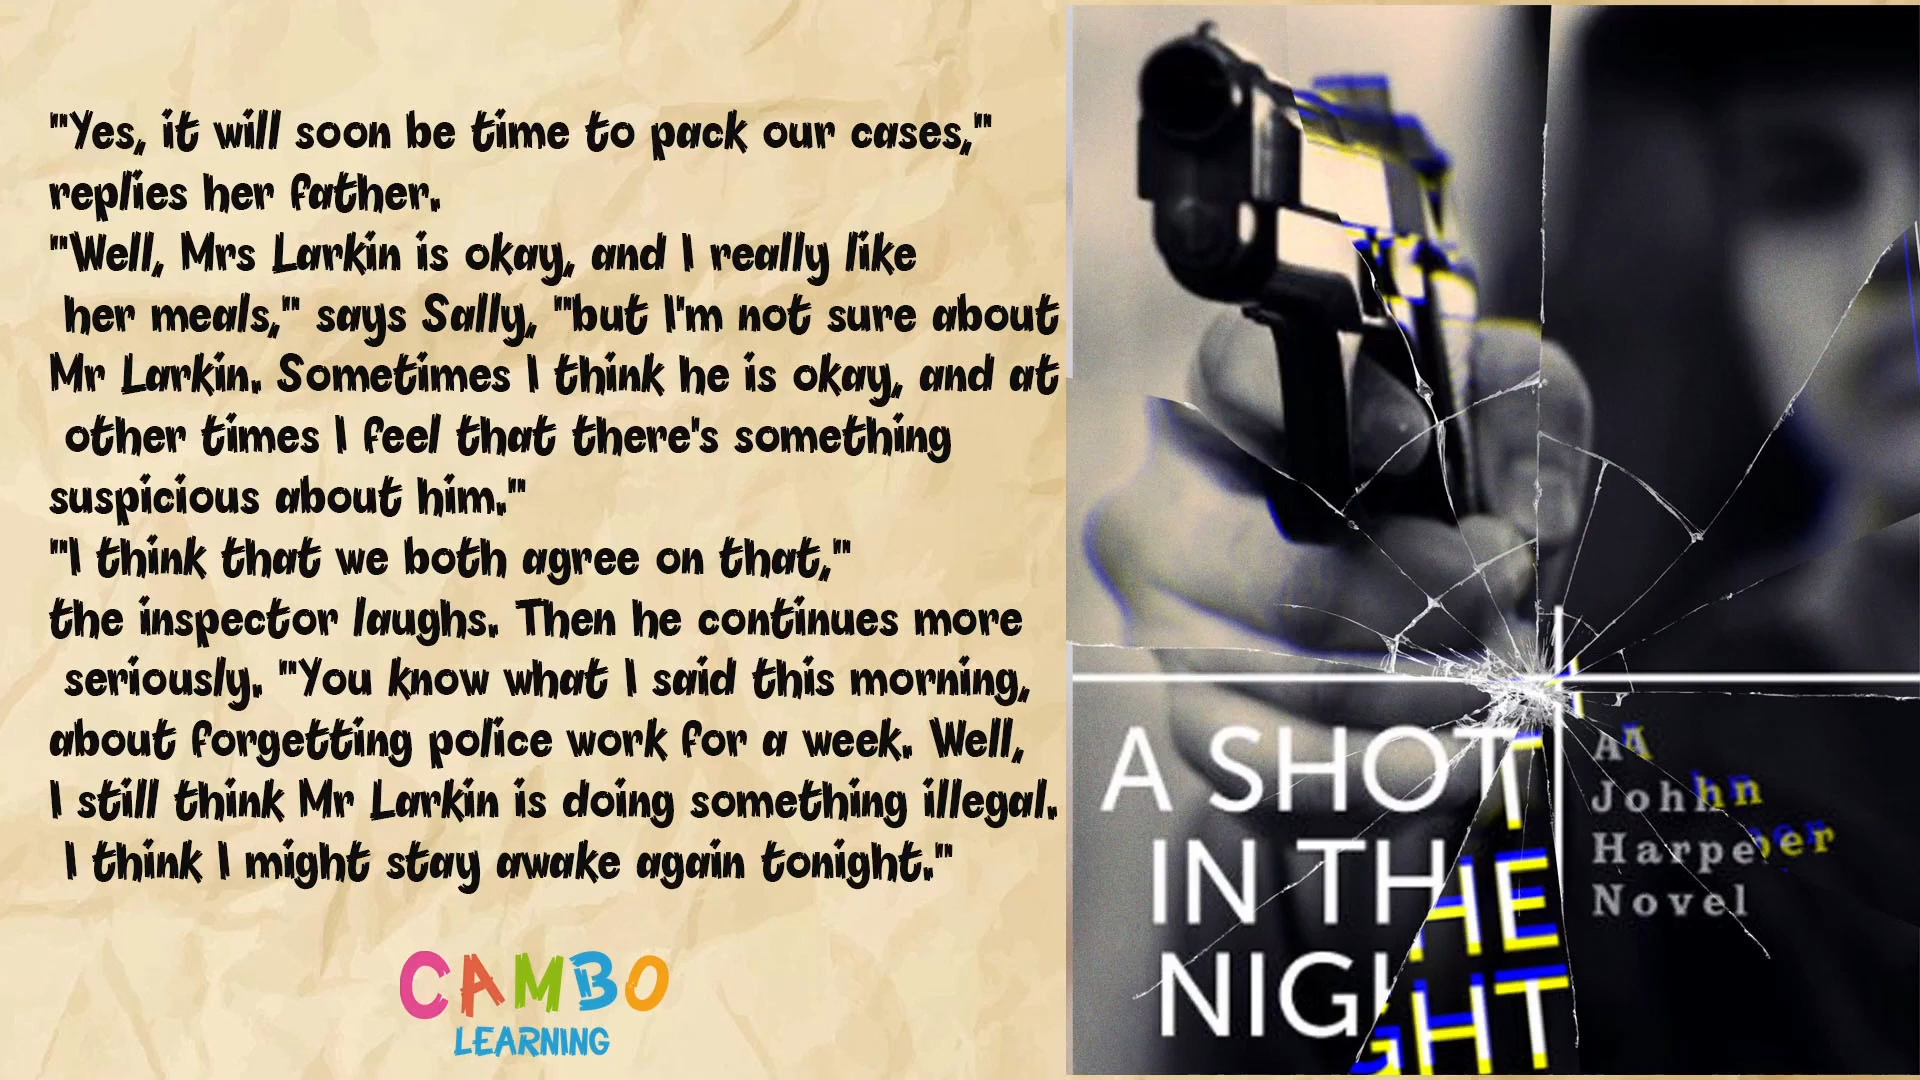 "Yes, it will soon be time to pack our cases,"
replies her father.
"Well, Mrs Larkin is okay, and I really like
her meals," says Sally, "but I'm not sure about
Mr Larkin. Sometimes I think he is okay, and at
other times I feel that there's something
suspicious about him."
"I think that we both agree on that,"
the inspector laughs. Then he continues more
seriously. "You know what I said this morning,
about forgetting police work for a week. Well,
I still think Mr Larkin is doing something illegal.
I think I might stay awake again tonight."
CAMBO
LEARNING
A SHOT
IN THE
NIGHT
A
John
Harper
Novel